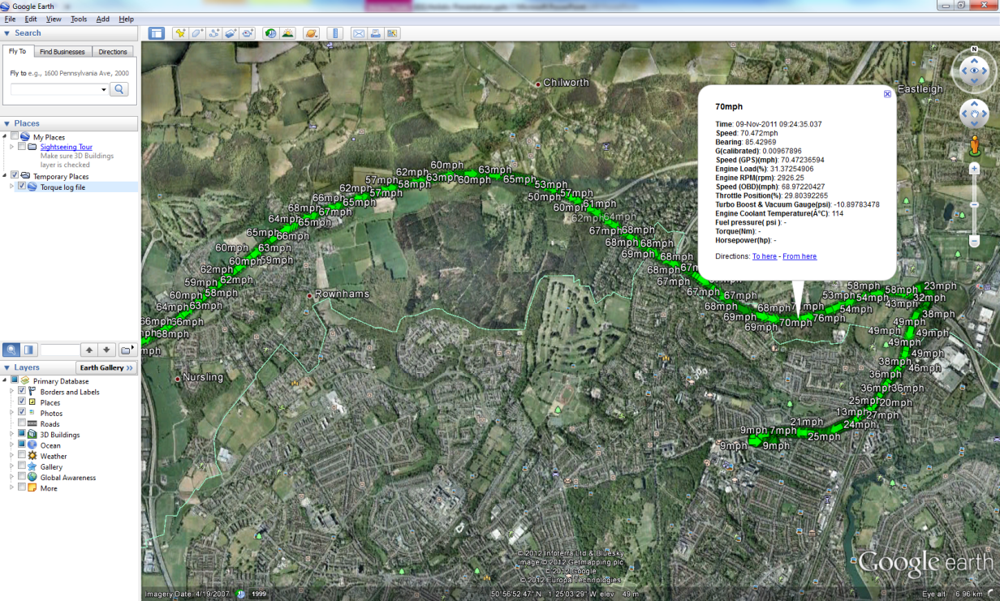 Google Earth
File Edit View Tools Add Help
Search
Fly To Find Businesses Directions
Fly to e.g., 1600 Pennsylvania Ave, 2000
Places
My Places
Sightseeing Tour
Make sure 3D Buildings
layer is checked
Temporary Places
Torque log file
Layers
Earth Gallery >>
Primary Database
Borders and Labels
Places
Photos
Roads
3D Buildings
Ocean
Weather
Gallery
Global Awareness
More
N
Chilworth
Eastleigh
Rownhams
Nursling
70mph
Time: 09-Nov-2011 09:24:35.037
Speed: 70.472mph
Bearing: 85.42969
G(calibrated): 0.00967896
Speed (GPS)(mph): 70.47236594
Engine Load(%): 31.37254906
Engine RPM(rpm): 2926.25
Speed (OBD)(mph): 68.97220427
Throttle Position(%): 29.80392265
Turbo Boost & Vacuum Gauge(psi): -10.89783478
Engine Coolant Temperature(Â°C): 114
Fuel pressure( psi ): -
Torque(Nm): -
Horsepower(hp): -
Directions: To here - From here
60mph
62mph 63mph
57mph 63mph 60mph 65mph
62mph 58mph 53mph
66mph 57mph 50mph 57mph
65mph 61mph
68mph 67mph 60mph
64mph 65mph 62mph 64mph
65mph 66mph 67mph 68mph
60mph 63mph 68mph 68mph
60mph 59mph 69mph 68mph
62mph 68mph
59mph 62mph 67mph
60mph 58mph 67mph 67mph
64mph 63mph 68mph 68mph
66mph 69mph 70mph 76mph
68mph 69mph
58mph 58mph 23mph
53mph 54mph 43mph 32mph
54mph 38mph
49mph
49mph 49mph
49mph
38mph 49mph
36mph 46mph
36mph 36mph
25mph 20mph
13mph 27mph
21mph 24mph
9mph 7mph 25mph
9mph 9mph
© 2012 Infoterra Ltd & Bluesky
Image © 2012 Getmapping plc
© 2012 Google
© 2012 Europa Technologies
Google earth
Imagery Date: 4/19/2007 1999
50°56'52.47" N 1°25'03.29" W elev 49 m
Eye alt 6.96 km